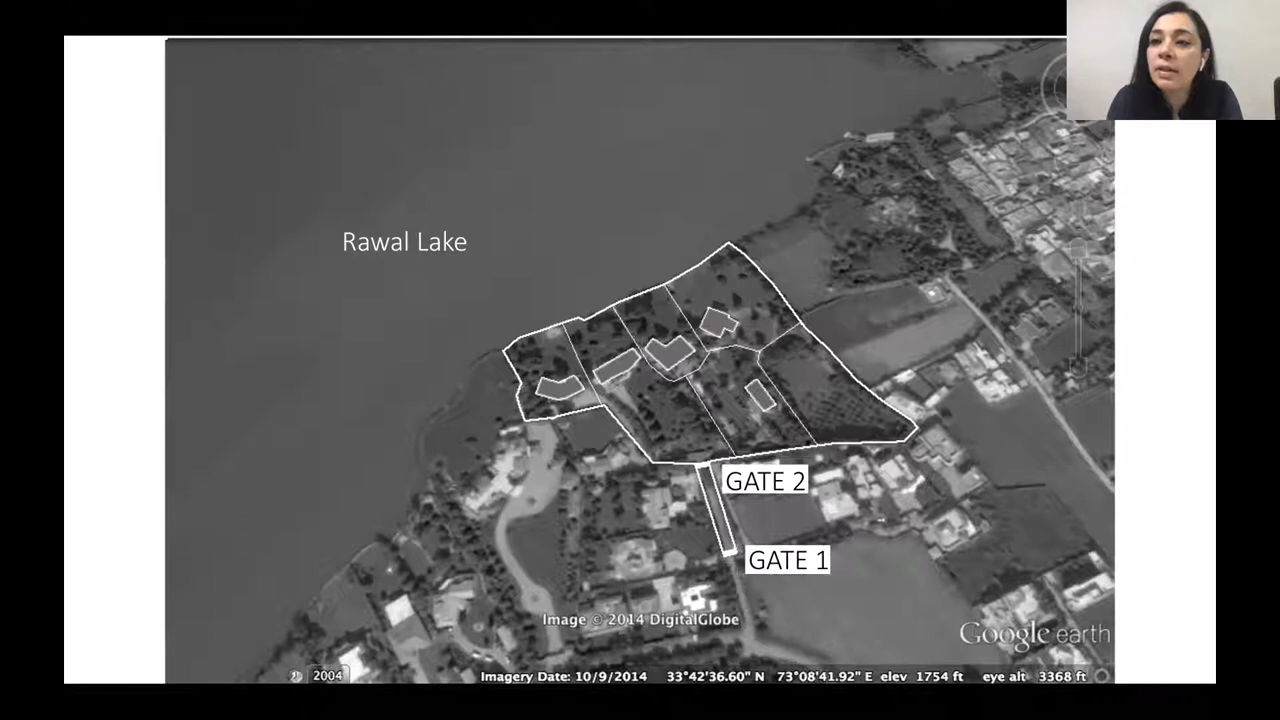 Rawal Lake
GATE 2
GATE 1
Image © 2014 DigitalGlobe
Google earth
2004
Imagery Date: 10/9/2014 33°42'36.60" N 73°08'41.92" E elev 1754 ft eye alt 3368 ft